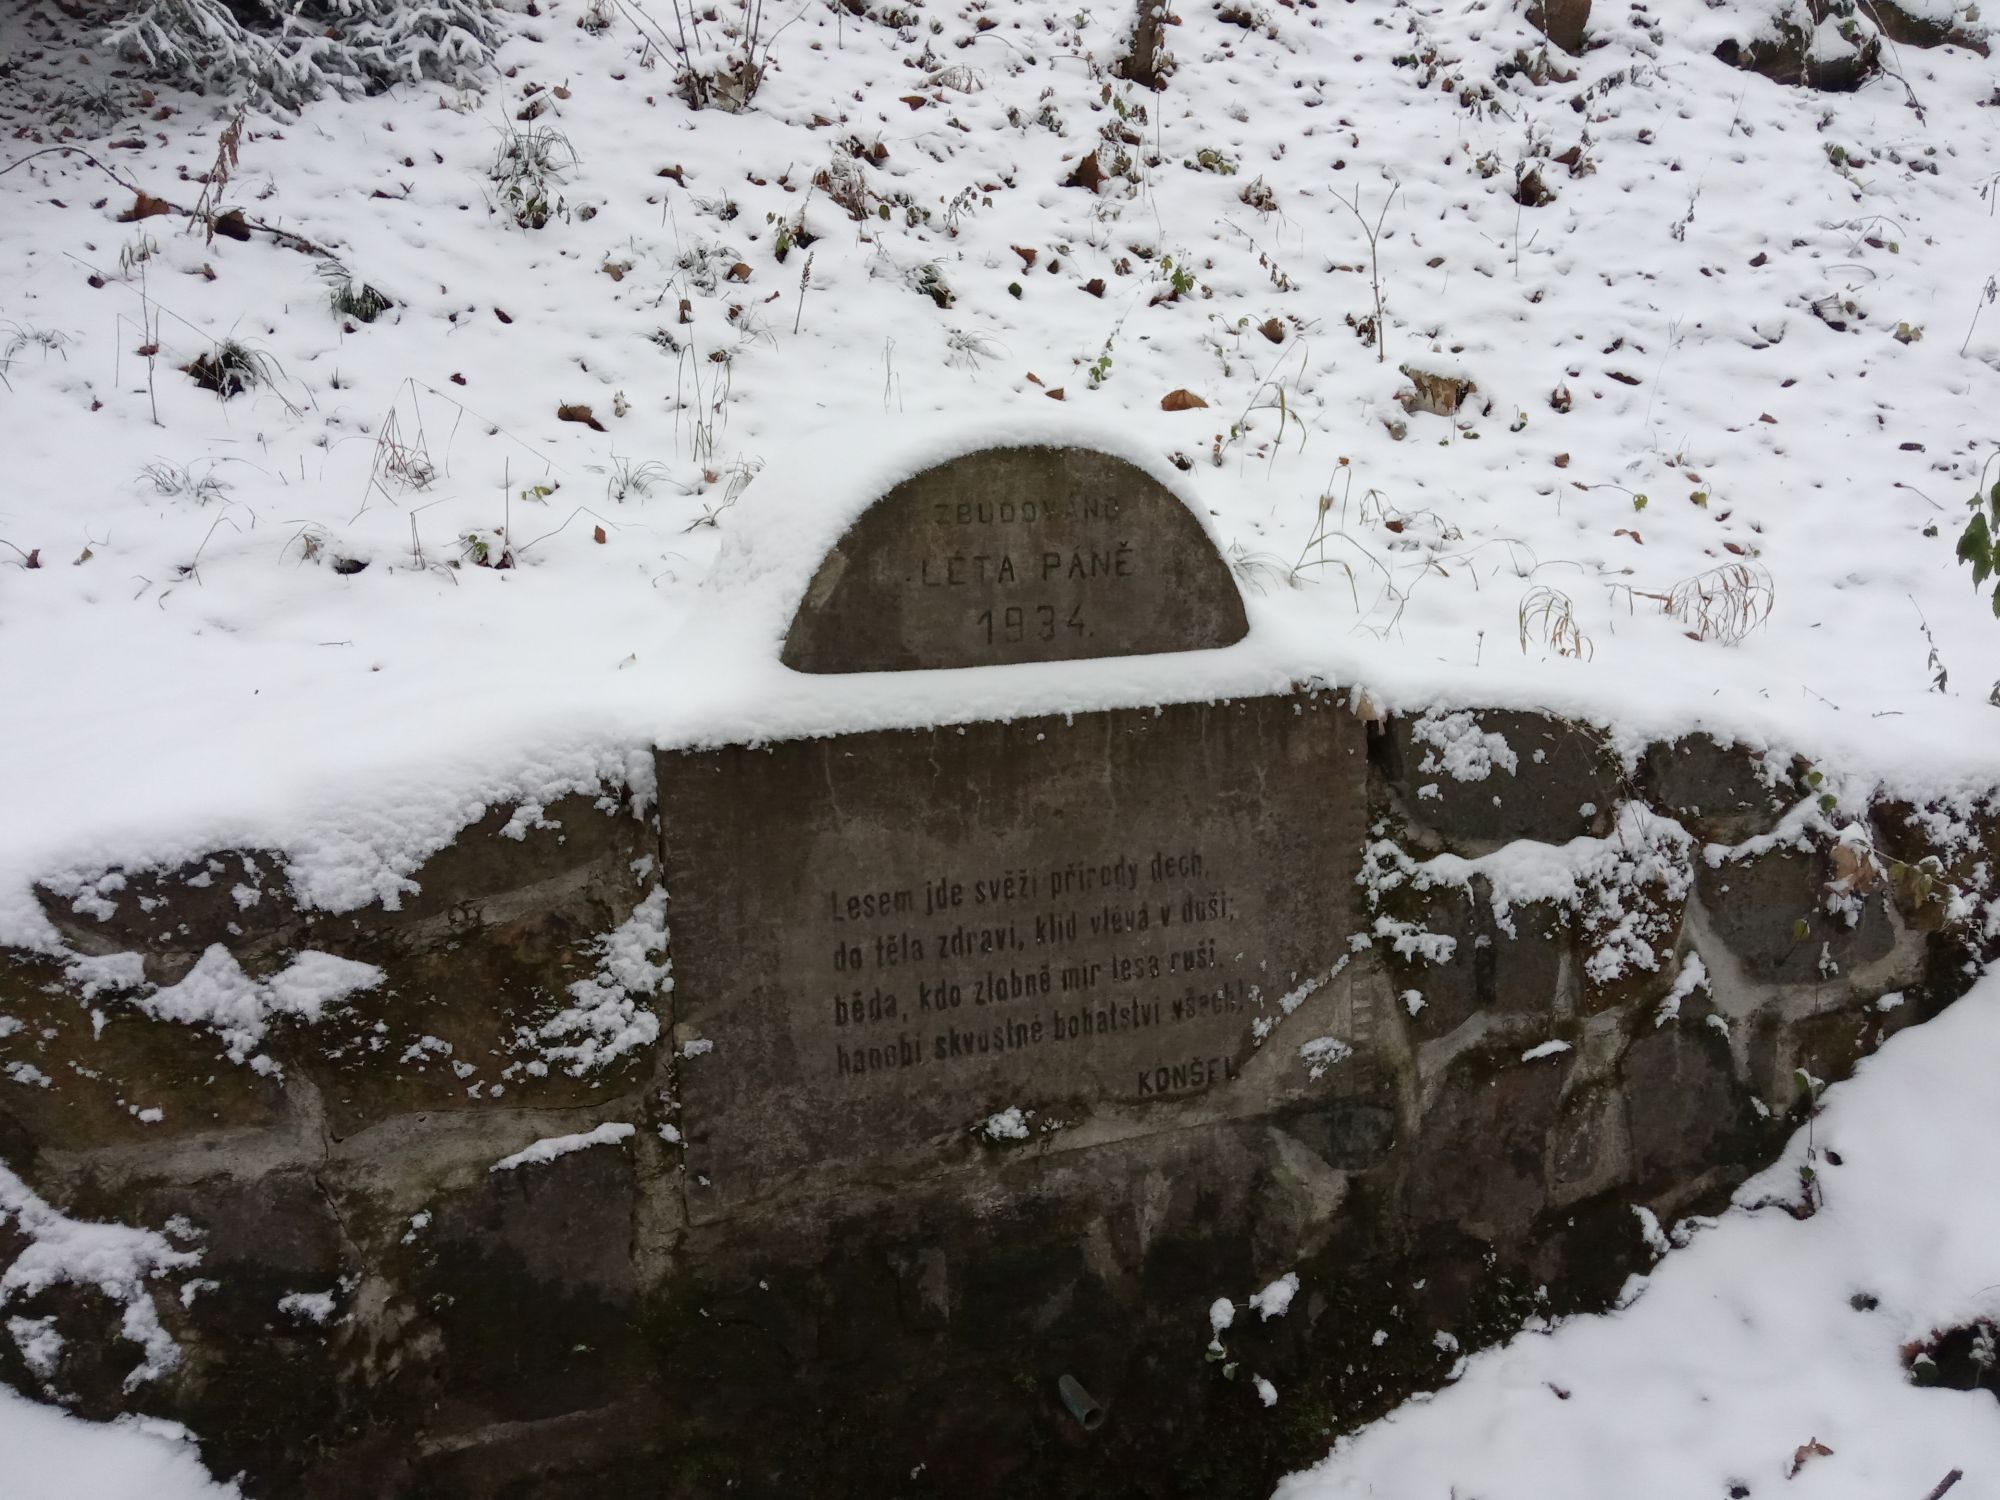 ZBUDOVÁNO
LÉTA PÁNĚ
1934.
Lesem jde svěží přírody dech,
do těla zdraví, klid vlévá v duši;
běda, kdo zlobně mír lesa ruší.
hanobí skvostné bohatství všech!
KONŠEL